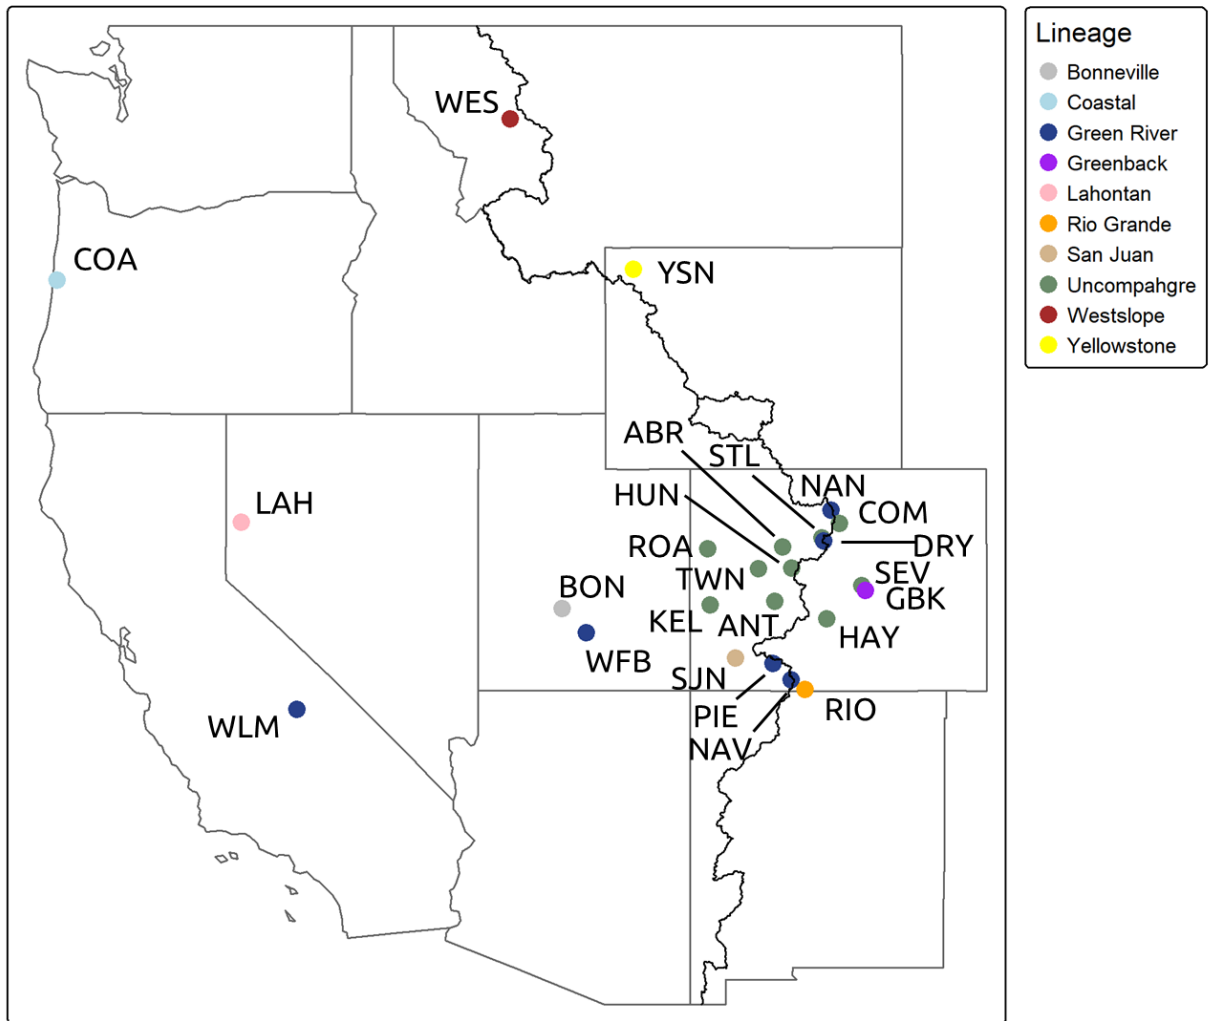 Lineage
Bonneville
Coastal
Green River
Greenback
Lahontan
Rio Grande
San Juan
Uncompahgre
Westslope
Yellowstone
WES
COA
YSN
ABR
STL
NAN
HUN
LAH
COM
ROA
DRY
TWN
SEV
BON
GBK
KEL
ANT
HAY
WFB
SJN
RIO
PIE
WLM
NAV